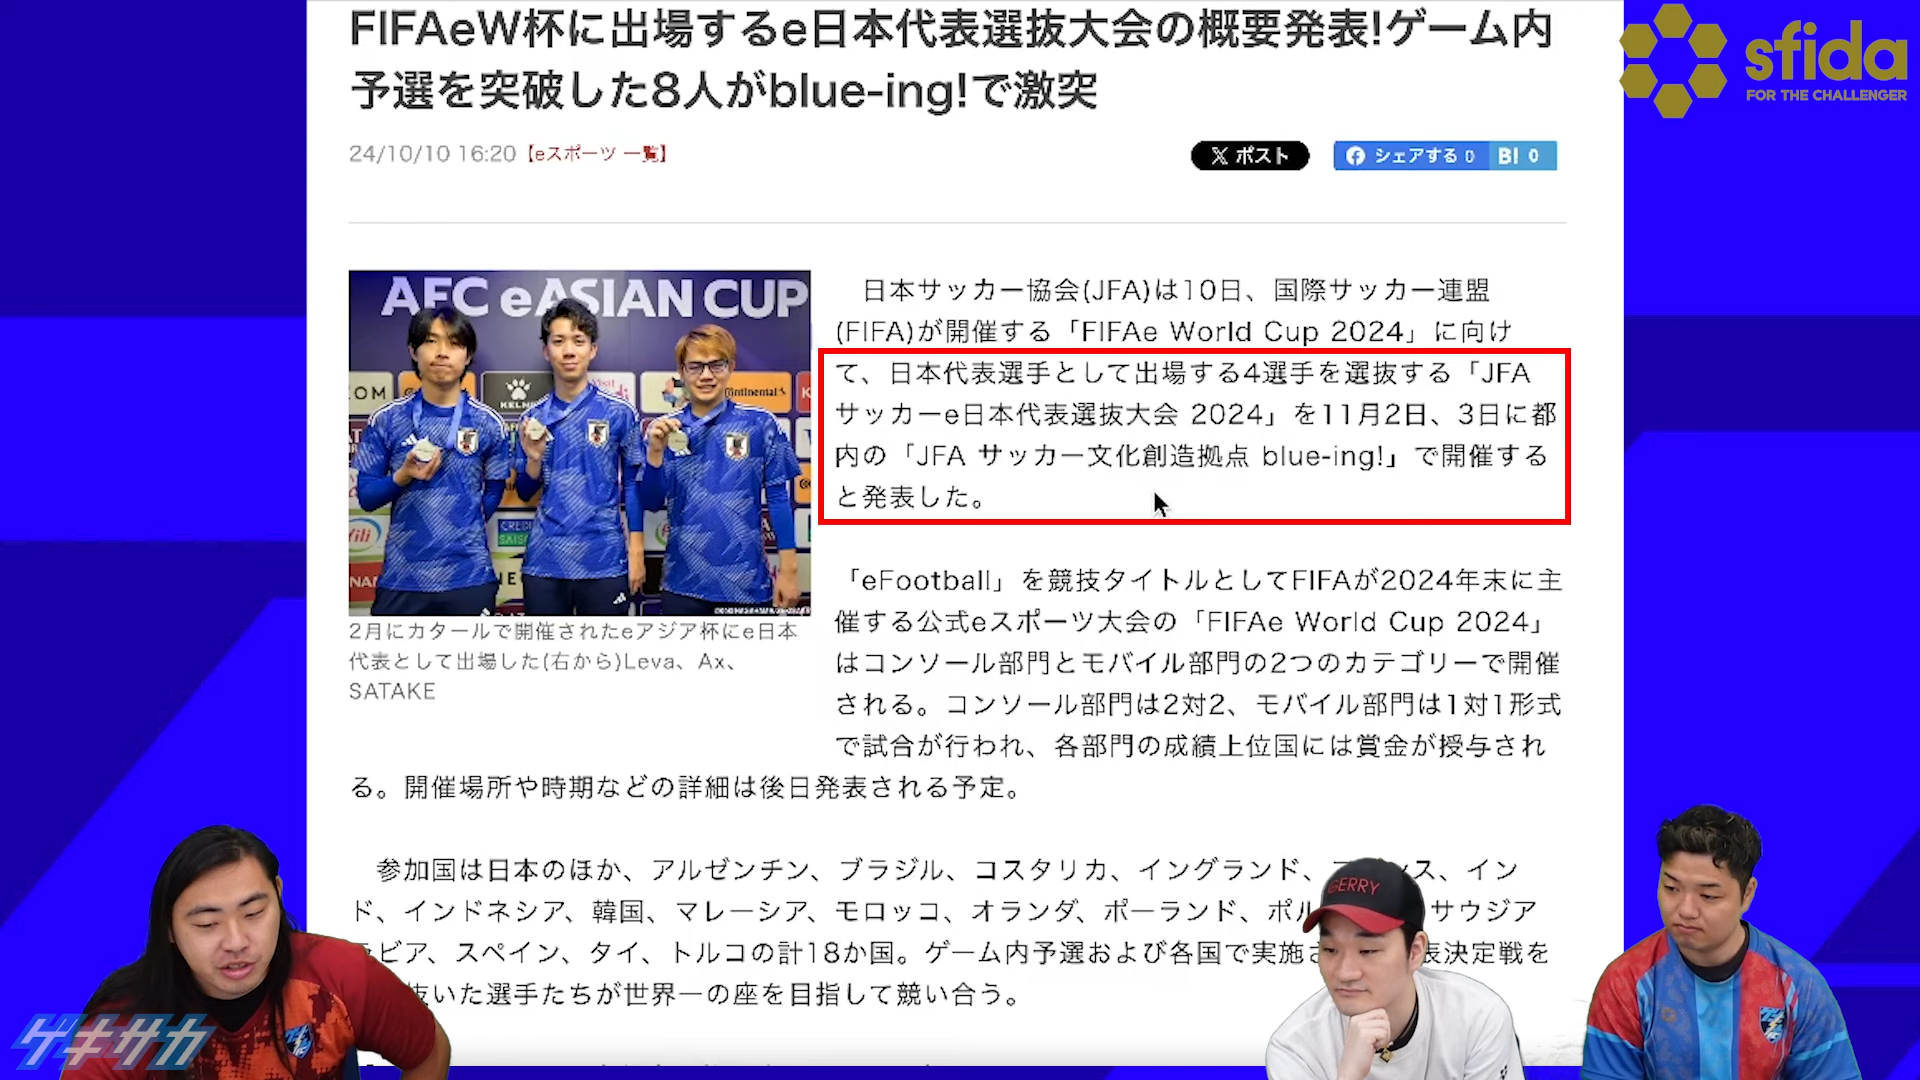 FIFAeW杯に出場するe日本代表選抜大会の概要発表!ゲーム内
予選を突破した8人がblue-ing!で激突
sfida
FOR THE CHALLENGER
24/10/10 16:20【eスポーツ 一覧】
X ポスト
シェアする 0
B! 0
AFC eASIAN CUP
KELME
Continental
2月にカタールで開催されたeアジア杯にe日本
代表として出場した(右から)Leva、Ax、
SATAKE
日本サッカー協会(JFA)は10日、国際サッカー連盟
(FIFA)が開催する「FIFAe World Cup 2024」に向け
て、日本代表選手として出場する4選手を選抜する「JFA
サッカーe日本代表選抜大会 2024」を11月2日、3日に都
内の「JFA サッカー文化創造拠点 blue-ing!」で開催する
と発表した。
「eFootball」を競技タイトルとしてFIFAが2024年末に主
催する公式eスポーツ大会の「FIFAe World Cup 2024」
はコンソール部門とモバイル部門の2つのカテゴリーで開催
される。コンソール部門は2対2、モバイル部門は1対1形式
で試合が行われ、各部門の成績上位国には賞金が授与され
る。開催場所や時期などの詳細は後日発表される予定。
参加国は日本のほか、アルゼンチン、ブラジル、コスタリカ、イングランド、 ンス、イン
ド、インドネシア、韓国、マレーシア、モロッコ、オランダ、ポーランド、ポル サウジア
ラビア、スペイン、タイ、トルコの計18か国。ゲーム内予選および各国で実施さ 表決定戦を
抜いた選手たちが世界一の座を目指して競い合う。
GERRY
ゲキサカ